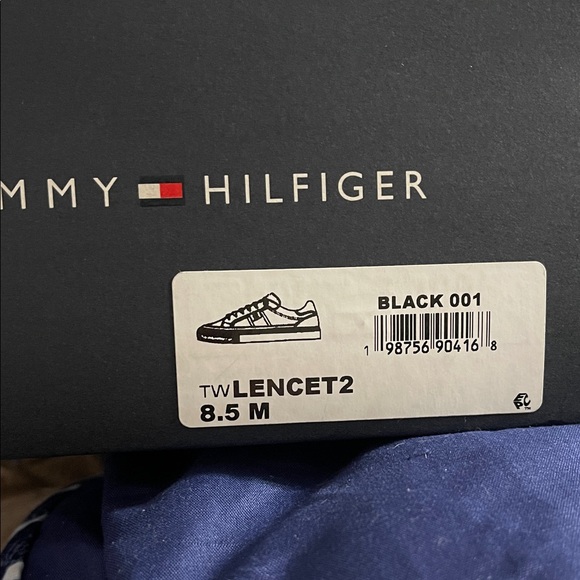 MMY HILFIGER
BLACK 001
1 98756 90416 8
TWLENCET2
8.5 M